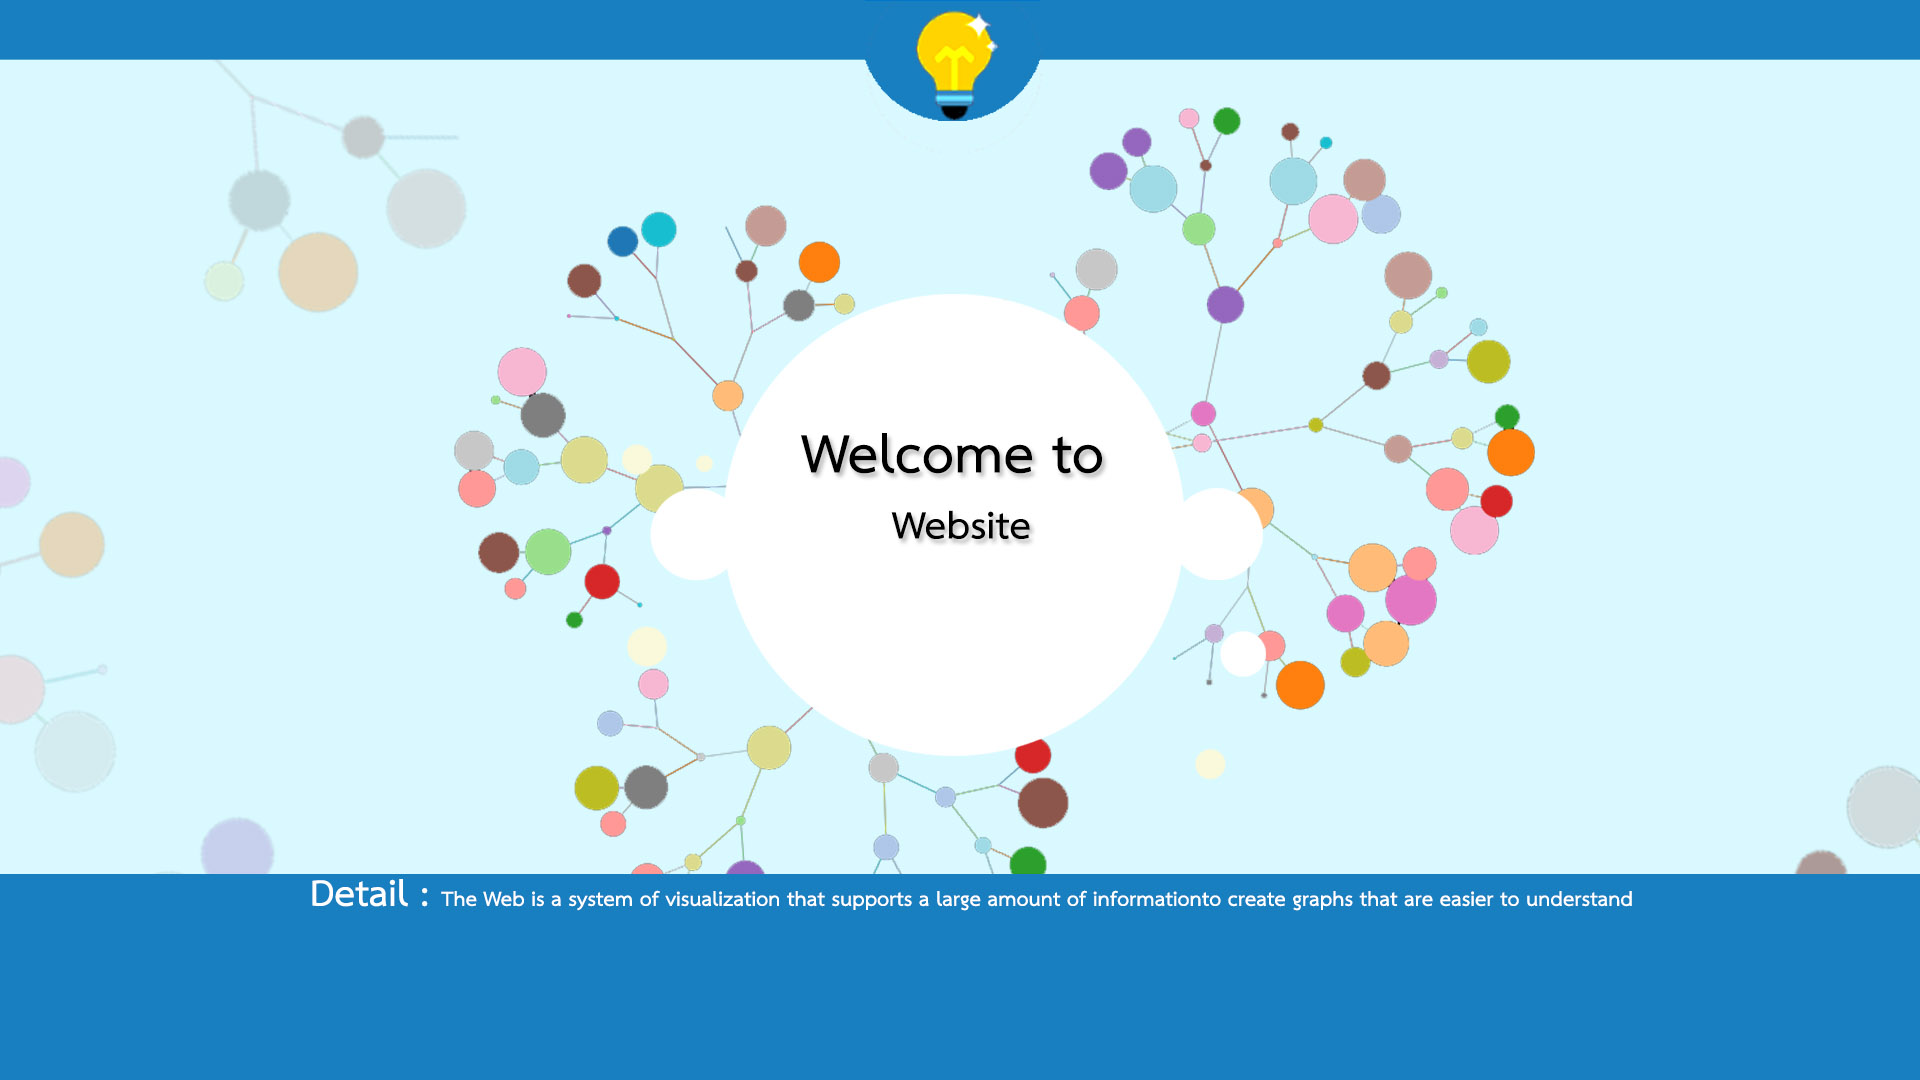 Welcome to
Website
Detail : The Web is a system of visualization that supports a large amount of informationto create graphs that are easier to understand